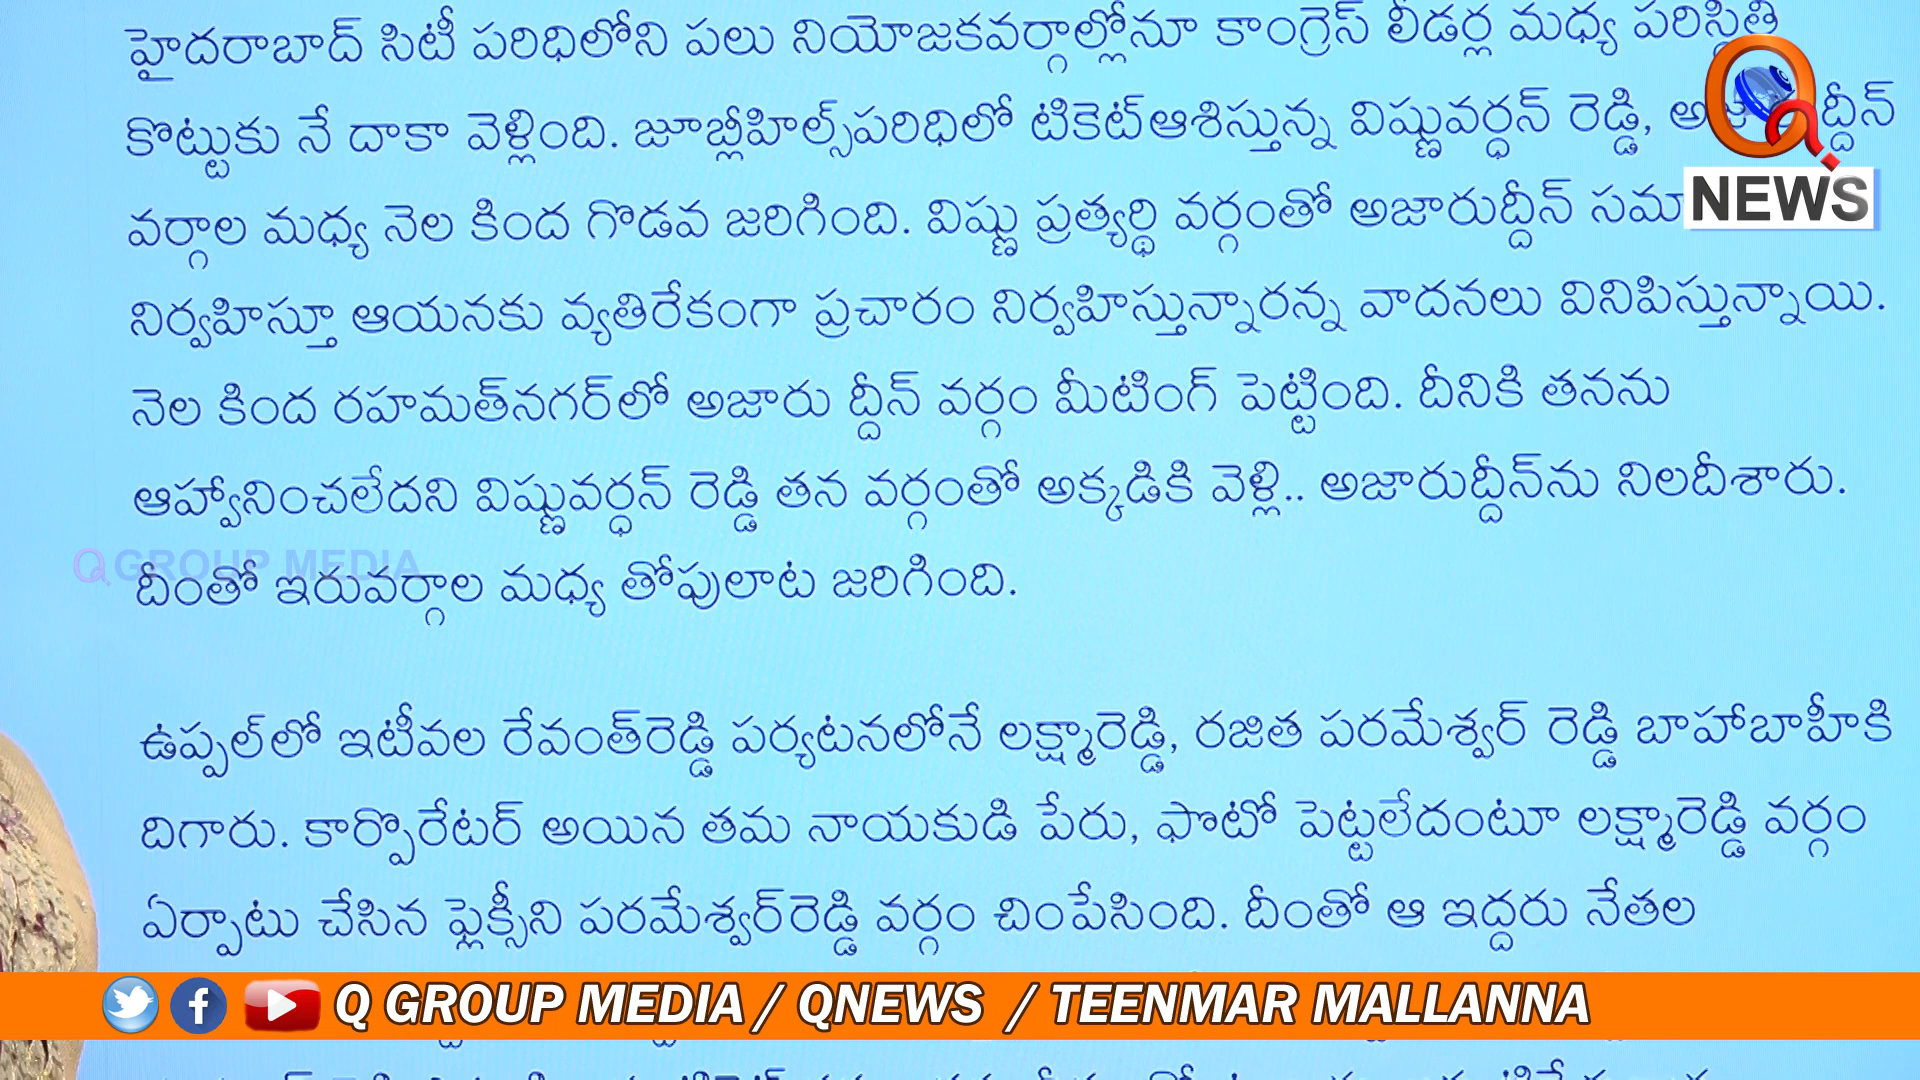 హైదరాబాద్ సిటీ పరిధిలోని పలు నియోజకవర్గాల్లోనూ కాంగ్రెస్ లీడర్ల మధ్య పరిస్థితి
కొట్టుకు నే దాకా వెళ్లింది. జూబ్లీహిల్స్‌పరిధిలో టికెట్‌ఆశిస్తున్న విష్ణువర్ధన్ రెడ్డి,
వర్గాల మధ్య నెల కింద గొడవ జరిగింది. విష్ణు ప్రత్యర్థి వర్గంతో అజారుద్దీన్
నిర్వహిస్తూ ఆయనకు వ్యతిరేకంగా ప్రచారం నిర్వహిస్తున్నారన్న వాదనలు వినిపిస్తున్నాయి.
నెల కింద రహమత్‌నగర్‌లో అజారు ద్దీన్ వర్గం మీటింగ్ పెట్టింది. దీనికి తనను
ఆహ్వానించలేదని విష్ణువర్ధన్ రెడ్డి తన వర్గంతో అక్కడికి వెళ్లి.. అజారుద్దీన్‌ను నిలదీశారు.
దీంతో ఇరువర్గాల మధ్య తోపులాట జరిగింది.
ఉప్పల్‌లో ఇటీవల రేవంత్‌రెడ్డి పర్యటనలోనే లక్ష్మారెడ్డి, రజిత పరమేశ్వర్ రెడ్డి బాహాబాహీకి
దిగారు. కార్పొరేటర్ అయిన తమ నాయకుడి పేరు, ఫొటో పెట్టలేదంటూ లక్ష్మారెడ్డి వర్గం
ఏర్పాటు చేసిన ఫ్లెక్సీని పరమేశ్వర్‌రెడ్డి వర్గం చింపేసింది. దీంతో ఆ ఇద్దరు నేతల
Q NEWS
Q GROUP MEDIA
Q GROUP MEDIA / QNEWS / TEENMAR MALLANNA